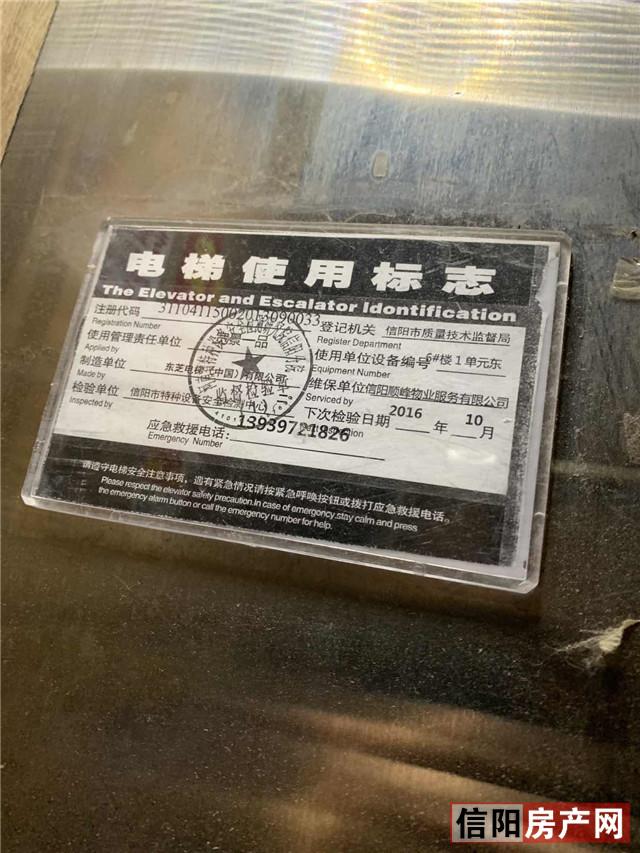 电梯使用标志
The Elevator and Escalator Idontification
注册代码 31104115002013090033 登记机关 信阳市质量技术监督局
Registration Number Register Department
使用管理责任单位 一品 使用单位设备编号 6#楼1单元东
Applied by Equipment Number
制造单位 东芝电梯(中国)有限公司 维保单位 信阳顺峰物业服务有限公司
Made by Serviced by
检验单位 信阳市特种设备安全检测中心 下次检验日期 2016 年 10 月
Inspected by
应急救援电话: 13939721826
Emergency Number
请遵守电梯安全注意事项,遇有紧急情况请按紧急呼唤按钮或拨打应急救援电话。
Please respect the elevator safety precaution.In case of emergency,stay calm and press
the emergency alarm button or call the emergency number for help.
信阳房产网